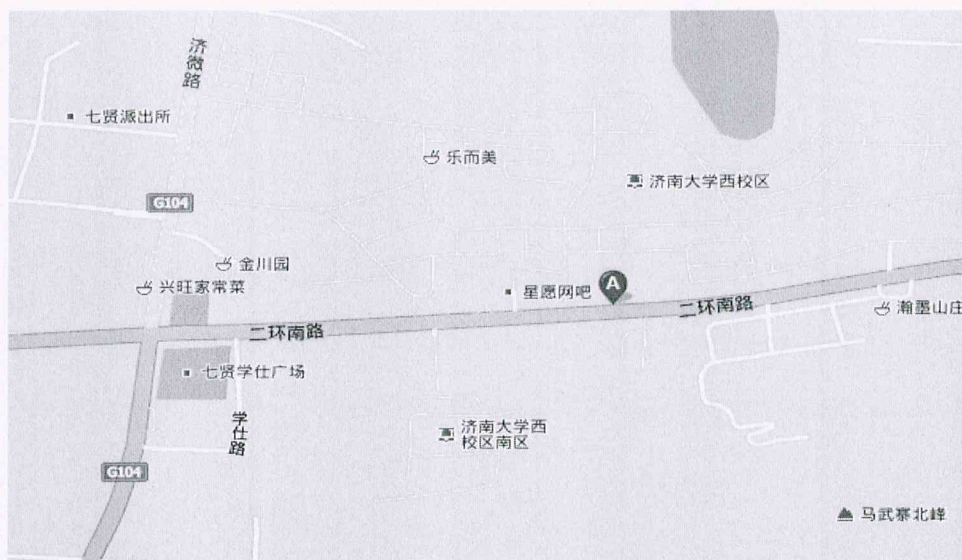 济微路
七贤派出所
乐而美
济南大学西校区
G104
金川园
兴旺家常菜
星愿网吧
A
二环南路
瀚墨山庄
二环南路
七贤学仕广场
学仕路
济南大学西
校区南区
G104
马武寨北峰